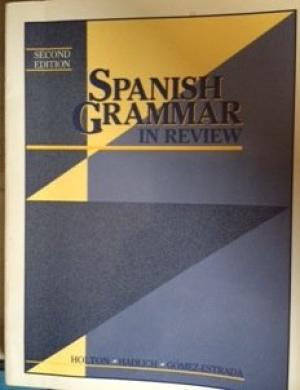 SECOND
EDITION
SPANISH
GRAMMAR
IN REVIEW
HOLTON • HADLICH • GÓMEZ-ESTRADA